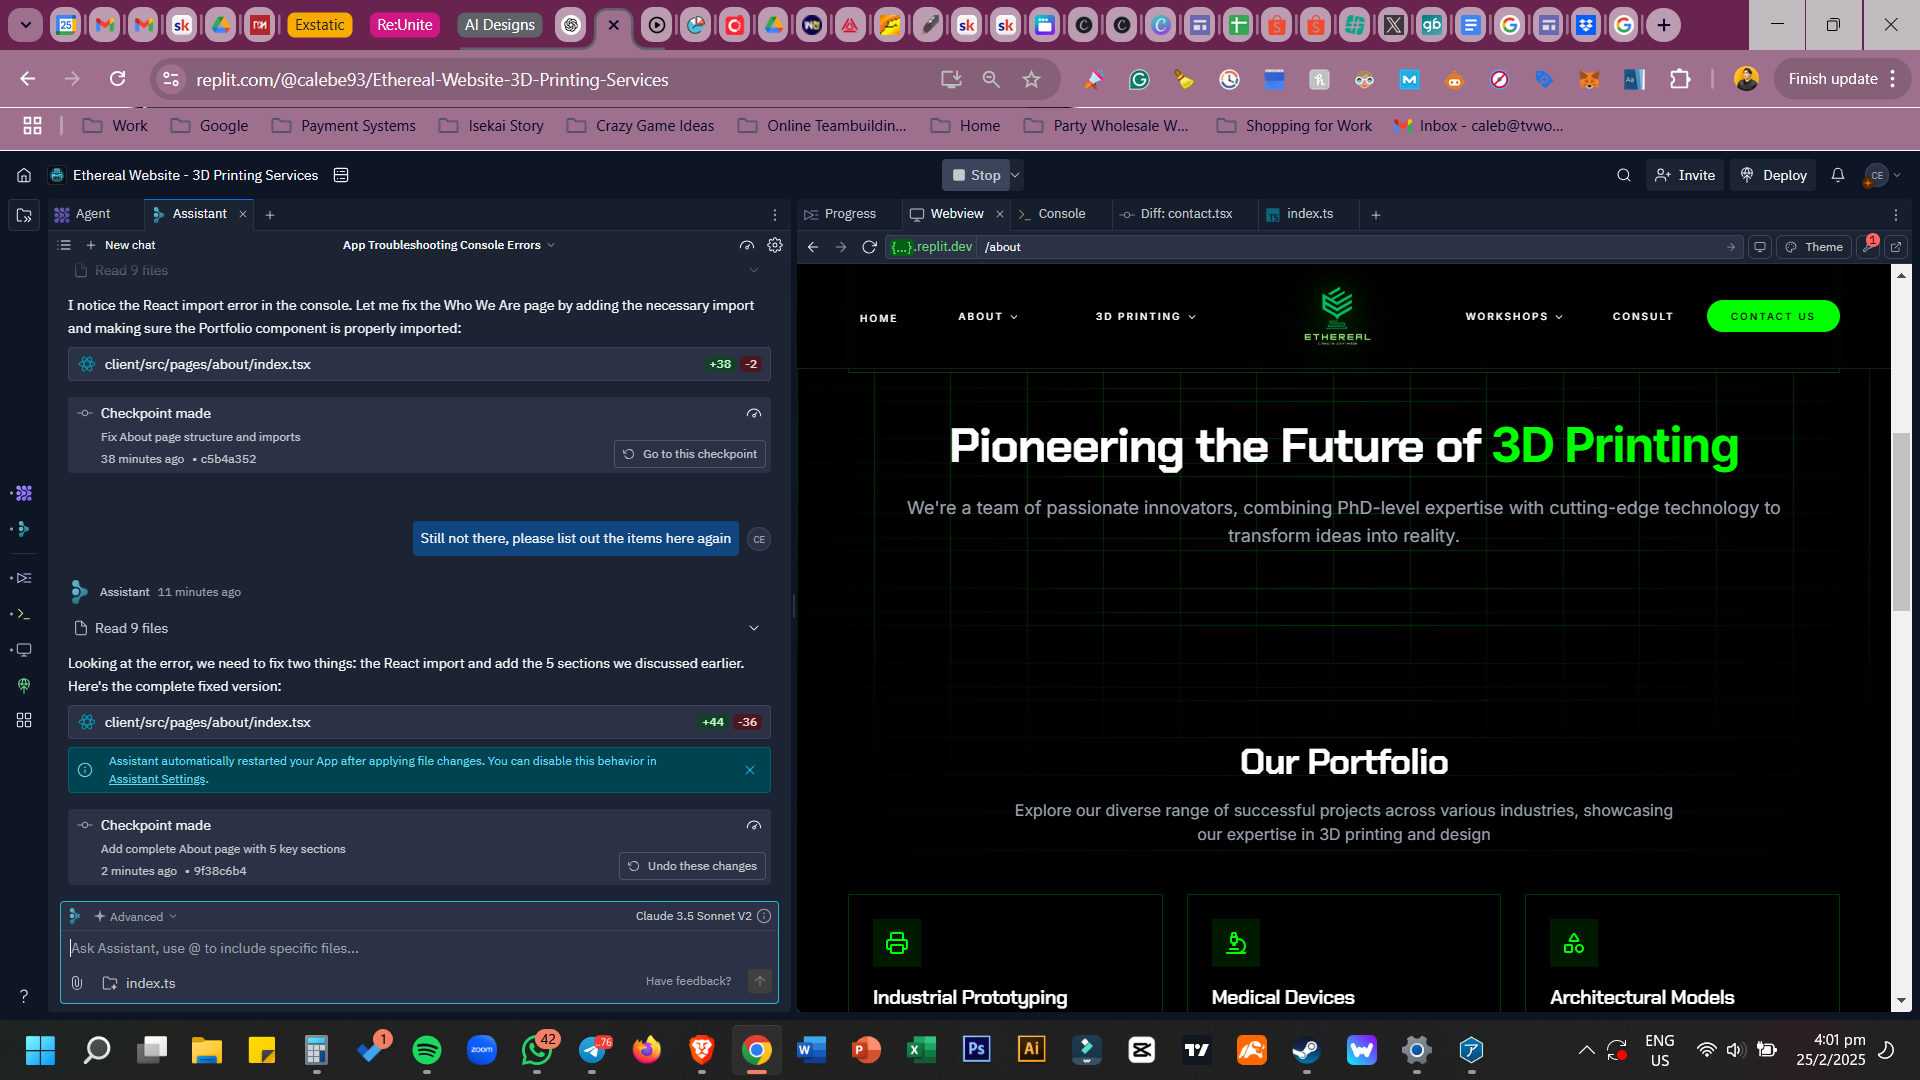 Exstatic
Re:Unite
AI Designs
replit.com/@calebe93/Ethereal-Website-3D-Printing-Services
Finish update
Work
Google
Payment Systems
Isekai Story
Crazy Game Ideas
Online Teambuildin...
Home
Party Wholesale W...
Shopping for Work
Inbox - caleb@tvwo...
Ethereal Website - 3D Printing Services
Stop
Invite
Deploy
CE
Agent
Assistant
Progress
Webview
Console
Diff: contact.tsx
index.ts
New chat
App Troubleshooting Console Errors
{...}.replit.dev
/about
Theme
1
Read 9 files
I notice the React import error in the console. Let me fix the Who We Are page by adding the necessary import
and making sure the Portfolio component is properly imported:
client/src/pages/about/index.tsx
+38 -2
Checkpoint made
Fix About page structure and imports
38 minutes ago • c5b4a352
Go to this checkpoint
Still not there, please list out the items here again
CE
Assistant 11 minutes ago
Read 9 files
Looking at the error, we need to fix two things: the React import and add the 5 sections we discussed earlier.
Here's the complete fixed version:
client/src/pages/about/index.tsx
+44 -36
Assistant automatically restarted your App after applying file changes. You can disable this behavior in
Assistant Settings.
Checkpoint made
Add complete About page with 5 key sections
2 minutes ago • 9f38c6b4
Undo these changes
Advanced
Claude 3.5 Sonnet V2
Ask Assistant, use @ to include specific files...
index.ts
Have feedback?
HOME
ABOUT
3D PRINTING
ETHEREAL
WORKSHOPS
CONSULT
CONTACT US
Pioneering the Future of 3D Printing
We're a team of passionate innovators, combining PhD-level expertise with cutting-edge technology to
transform ideas into reality.
Our Portfolio
Explore our diverse range of successful projects across various industries, showcasing
our expertise in 3D printing and design
Industrial Prototyping
Medical Devices
Architectural Models
1
zoom
42
...76
Ps
Ai
ENG
US
4:01 pm
25/2/2025